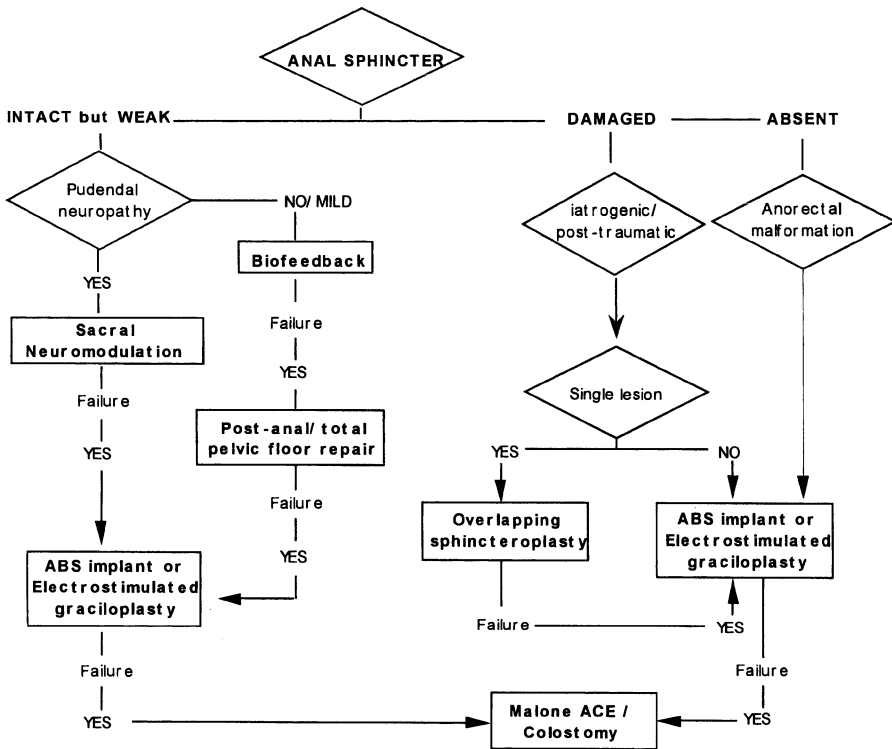 ANAL SPHINCTER
INTACT but WEAK
DAMAGED
ABSENT
Pudendal
neuropathy
NO/ MILD
iatrogenic/
post-traumatic
Anorectal
malformation
Biofeedback
YES
Sacral
Neuromodulation
Failure
Failure
YES
YES
Single lesion
Post-anal/ total
pelvic floor repair
YES
NO
Failure
Overlapping
sphincteroplasty
ABS implant or
Electrostimulated
graciloplasty
YES
ABS implant or
Electrostimulated
graciloplasty
Failure
YES
Failure
Failure
YES
Malone ACE /
Colostomy
YES